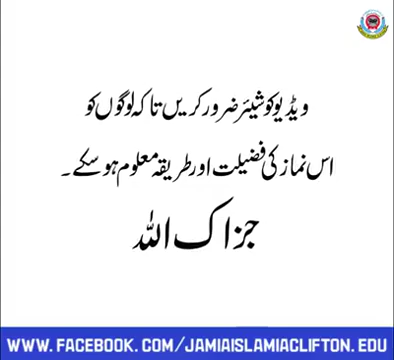 ویڈیو کو شیئر ضرور کریں تاکہ لوگوں کو
اس نماز کی فضیلت اور طریقہ معلوم ہو سکے۔
جزاک اللہ
WWW.FACEBOOK.COM/JAMIAISLAMIACLIFTON.EDU